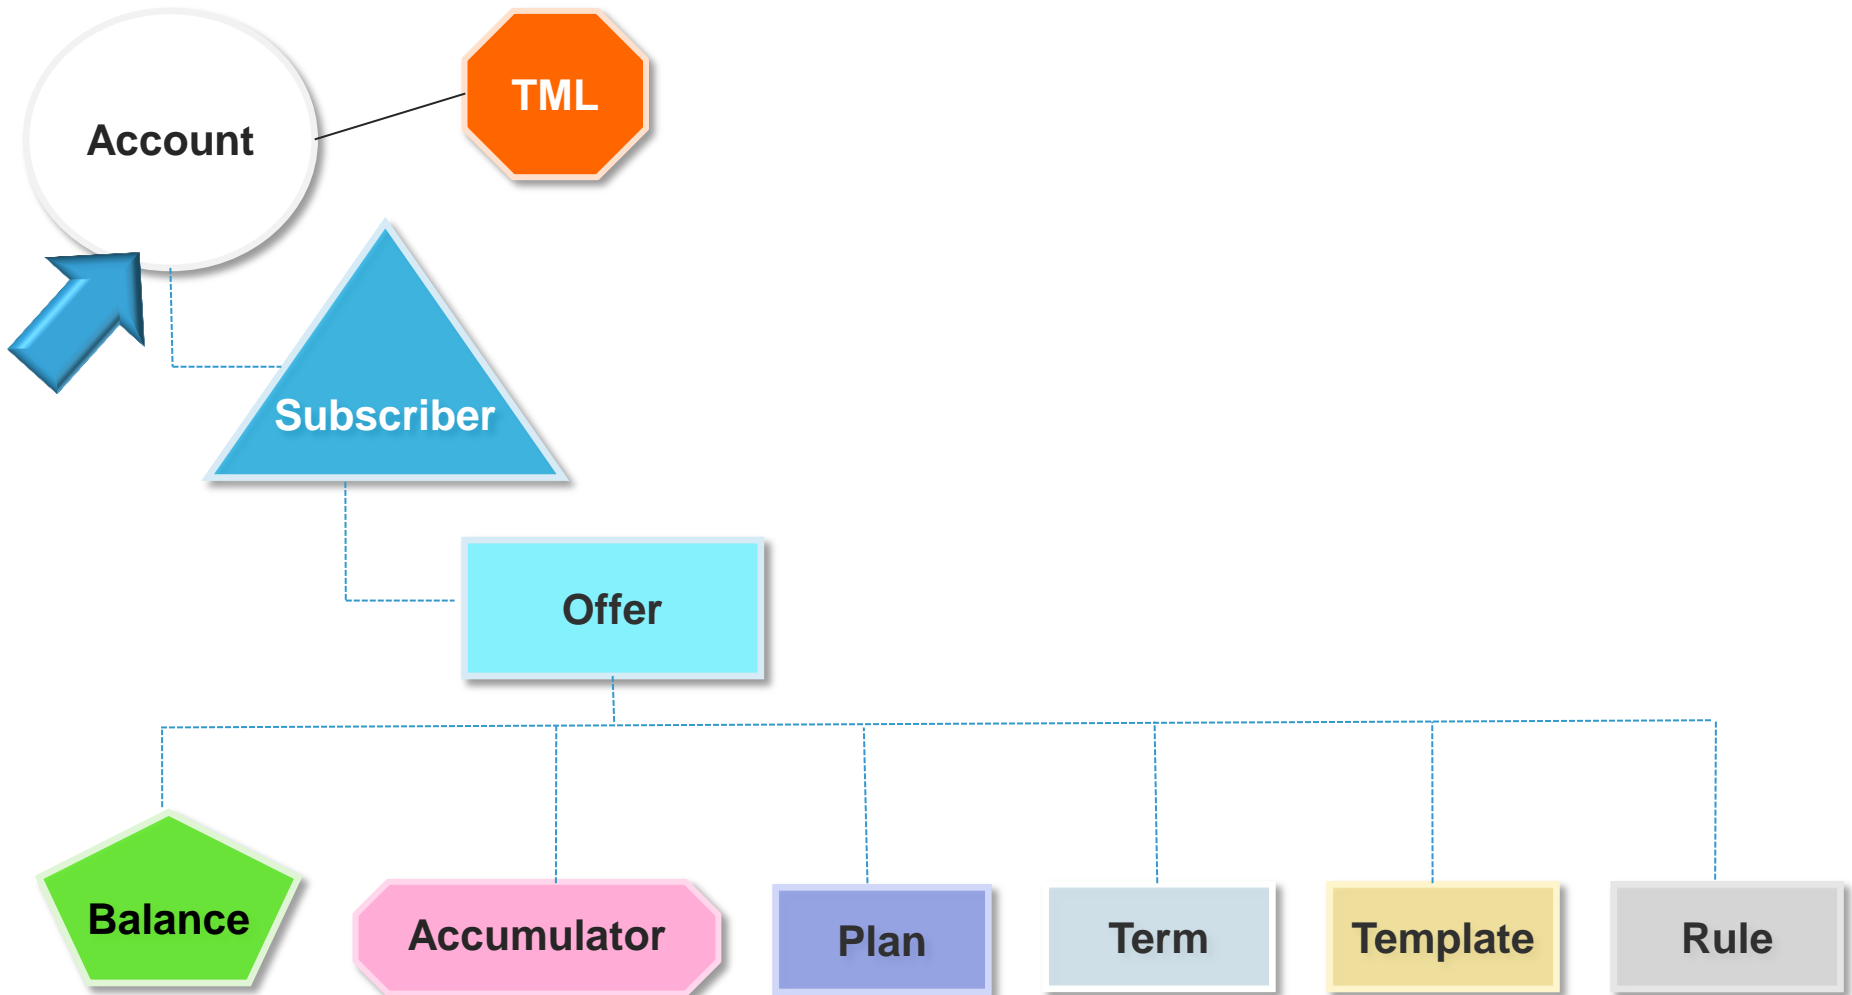 Account
TML
Subscriber
Offer
Balance
Accumulator
Plan
Term
Template
Rule